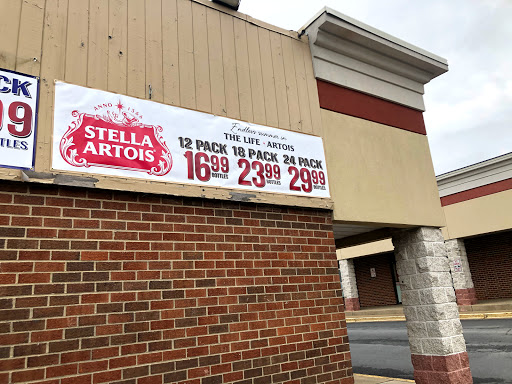 CK
99
TTLES
ANNO 1366
STELLA
ARTOIS
Endless summer in
THE LIFE - ARTOIS
12 PACK 18 PACK 24 PACK
16 99 BOTTLES 23 99 BOTTLES 29 99 BOTTLES